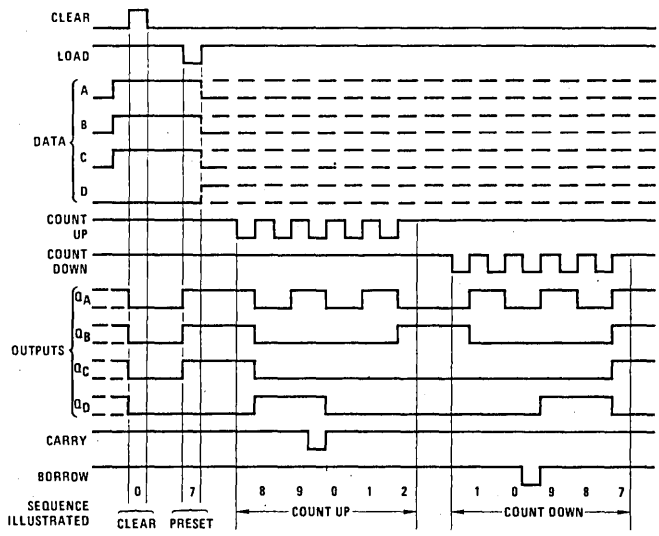 CLEAR
LOAD
A
B
DATA
C
D
COUNT
UP
COUNT
DOWN
QA
QB
OUTPUTS
QC
QD
CARRY
BORROW
0 7 8 9 0 1 2 1 0 9 8 7
SEQUENCE
ILLUSTRATED
CLEAR PRESET COUNT UP COUNT DOWN